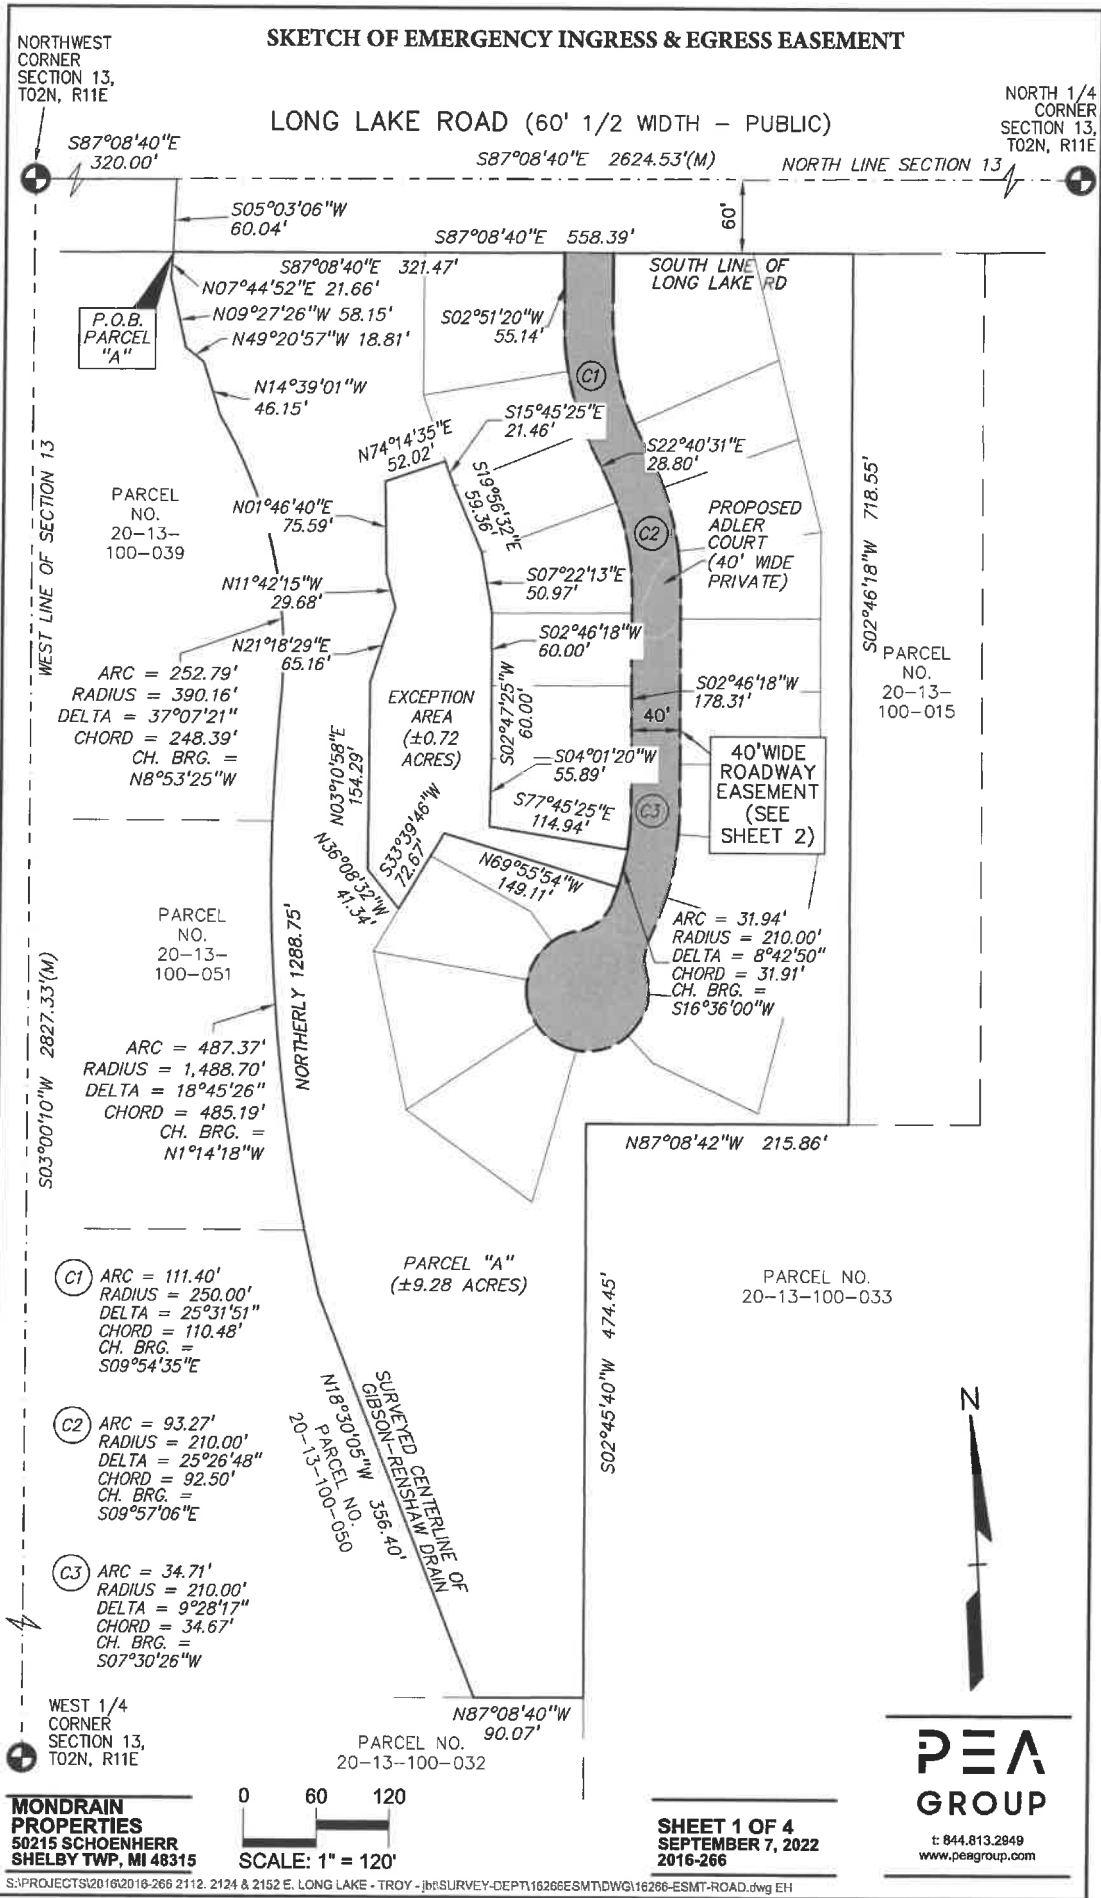 SKETCH OF EMERGENCY INGRESS & EGRESS EASEMENT
NORTHWEST
CORNER
SECTION 13,
T02N, R11E
NORTH 1/4
CORNER
SECTION 13,
T02N, R11E
LONG LAKE ROAD (60' 1/2 WIDTH - PUBLIC)
S87°08'40"E
320.00'
S87°08'40"E 2624.53'(M)
NORTH LINE SECTION 13
S05°03'06"W
60.04'
60'
S87°08'40"E 558.39'
S87°08'40"E 321.47'
SOUTH LINE OF
LONG LAKE RD
N07°44'52"E 21.66'
N09°27'26"W 58.15'
N49°20'57"W 18.81'
P.O.B.
PARCEL
"A"
S02°51'20"W
55.14'
N14°39'01"W
46.15'
C1
S15°45'25"E
21.46'
N74°14'35"E
52.02'
S22°40'31"E
28.80'
S19°56'32"E
59.36'
WEST LINE OF SECTION 13
PARCEL
NO.
20-13-
100-039
N01°46'40"E
75.59'
C2
PROPOSED
ADLER
COURT
(40' WIDE
PRIVATE)
S02°46'18"W 718.55'
N11°42'15"W
29.68'
S07°22'13"E
50.97'
N21°18'29"E
65.16'
S02°46'18"W
60.00'
PARCEL
NO.
20-13-
100-015
ARC = 252.79'
RADIUS = 390.16'
DELTA = 37°07'21"
CHORD = 248.39'
CH. BRG. =
N8°53'25"W
EXCEPTION
AREA
(±0.72
ACRES)
S02°47'25"W
60.00'
S02°46'18"W
178.31'
40'
N03°10'58"E
154.29'
S04°01'20"W
55.89'
40'WIDE
ROADWAY
EASEMENT
(SEE
SHEET 2)
S77°45'25"E
114.94'
C3
S33°39'46"W
72.67'
N36°08'32"W
41.34'
N69°55'54"W
149.11'
PARCEL
NO.
20-13-
100-051
ARC = 31.94'
RADIUS = 210.00'
DELTA = 8°42'50"
CHORD = 31.91'
CH. BRG. =
S16°36'00"W
NORTHERLY 1288.75'
S03°00'10"W 2827.33'(M)
ARC = 487.37'
RADIUS = 1,488.70'
DELTA = 18°45'26"
CHORD = 485.19'
CH. BRG. =
N1°14'18"W
N87°08'42"W 215.86'
C1 ARC = 111.40'
RADIUS = 250.00'
DELTA = 25°31'51"
CHORD = 110.48'
CH. BRG. =
S09°54'35"E
PARCEL "A"
(±9.28 ACRES)
PARCEL NO.
20-13-100-033
S02°45'40"W 474.45'
SURVEYED CENTERLINE OF
GIBSON-RENSHAW DRAIN
N18°30'05"W 356.40'
PARCEL NO.
20-13-100-050
C2 ARC = 93.27'
RADIUS = 210.00'
DELTA = 25°26'48"
CHORD = 92.50'
CH. BRG. =
S09°57'06"E
N
C3 ARC = 34.71'
RADIUS = 210.00'
DELTA = 9°28'17"
CHORD = 34.67'
CH. BRG. =
S07°30'26"W
WEST 1/4
CORNER
SECTION 13,
T02N, R11E
N87°08'40"W
90.07'
PARCEL NO.
20-13-100-032
MONDRAIN
PROPERTIES
50215 SCHOENHERR
SHELBY TWP, MI 48315
0 60 120
SCALE: 1" = 120'
SHEET 1 OF 4
SEPTEMBER 7, 2022
2016-266
PEA
GROUP
t: 844.813.2949
www.peagroup.com
S:\PROJECTS\2016\2016-266 2112, 2124 & 2152 E. LONG LAKE - TROY - jbr\SURVEY-DEPT\16266ESMT\DWG\16266-ESMT-ROAD.dwg EH